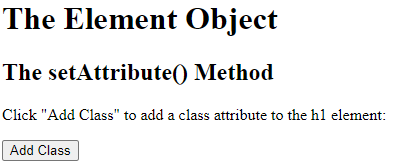 The Element Object
The setAttribute() Method
Click "Add Class" to add a class attribute to the h1 element:
Add Class